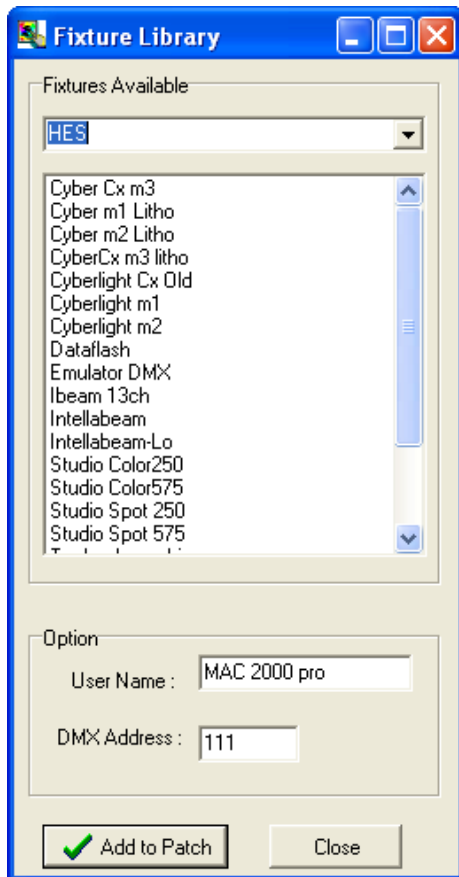 Fixture Library
Fixtures Available
HES
Cyber Cx m3
Cyber m1 Litho
Cyber m2 Litho
CyberCx m3 litho
Cyberlight Cx Old
Cyberlight m1
Cyberlight m2
Dataflash
Emulator DMX
Ibeam 13ch
Intellabeam
Intellabeam-Lo
Studio Color250
Studio Color575
Studio Spot 250
Studio Spot 575
Option
User Name : MAC 2000 pro
DMX Address : 111
Add to Patch Close